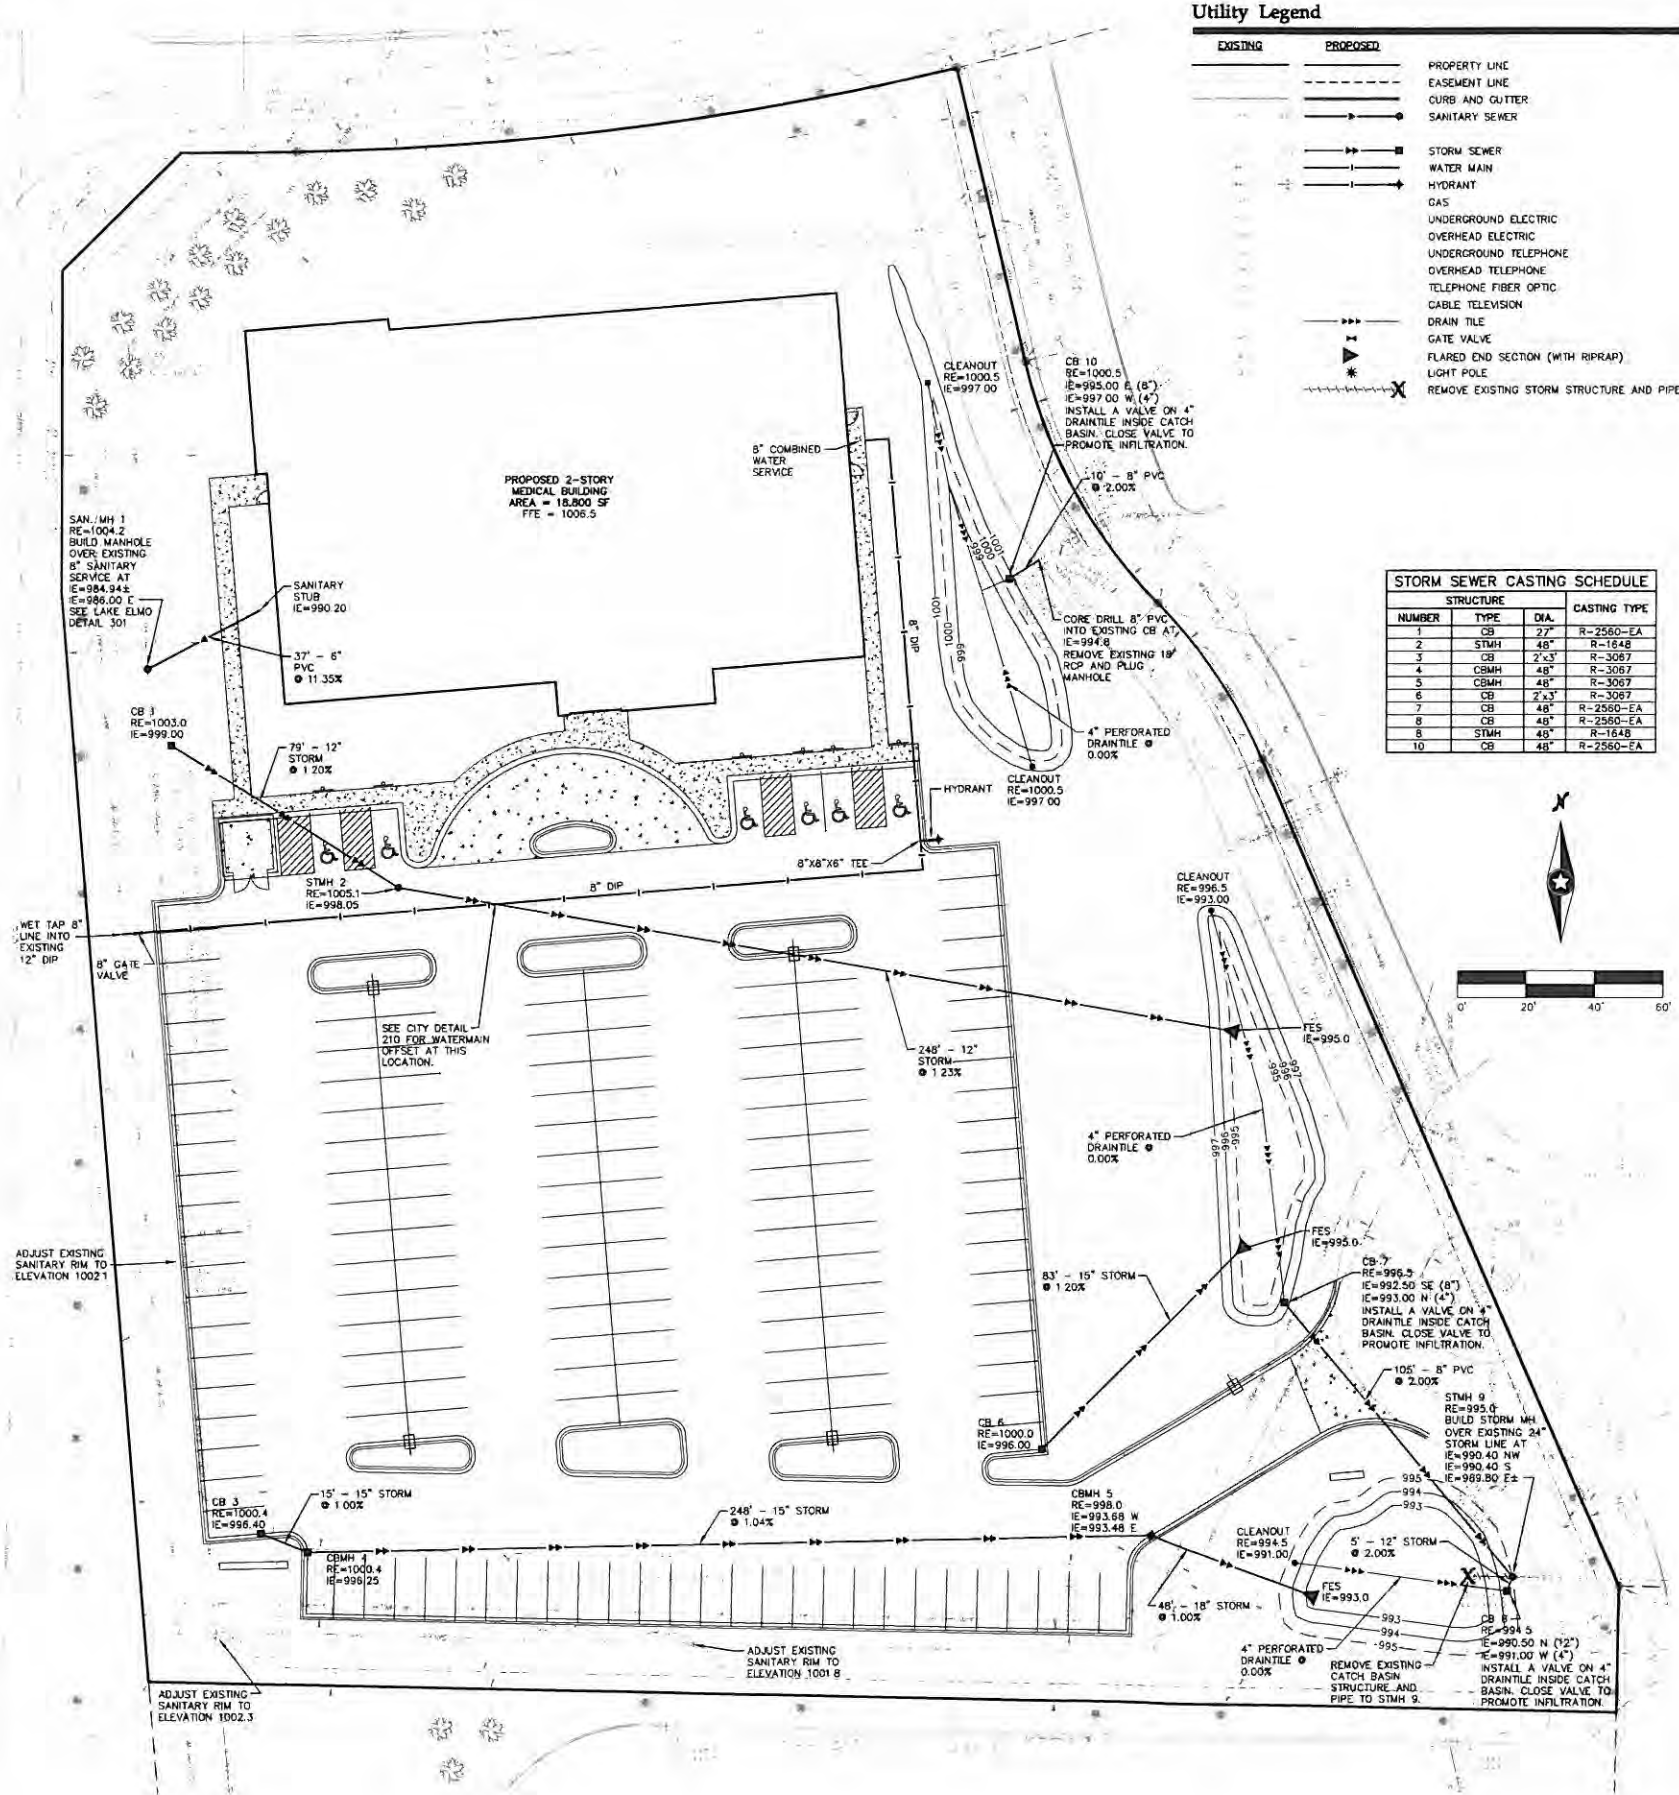 Utility Legend
EXISTING PROPOSED
PROPERTY LINE
EASEMENT LINE
CURB AND GUTTER
SANITARY SEWER
STORM SEWER
WATER MAIN
HYDRANT
GAS
UNDERGROUND ELECTRIC
OVERHEAD ELECTRIC
UNDERGROUND TELEPHONE
OVERHEAD TELEPHONE
TELEPHONE FIBER OPTIC
CABLE TELEVISION
DRAIN TILE
GATE VALVE
FLARED END SECTION (WITH RIPRAP)
LIGHT POLE
X REMOVE EXISTING STORM STRUCTURE AND PIPE
CLEANOUT
RE=1000.5
IE=997.00
CB 10
RE=1000.5
IE=995.00 E (8")
IE=997.00 W (4")
INSTALL A VALVE ON 4"
DRAINTILE INSIDE CATCH
BASIN. CLOSE VALVE TO
PROMOTE INFILTRATION.
8" COMBINED
WATER
SERVICE
10' - 8" PVC
@ 2.00%
PROPOSED 2-STORY
MEDICAL BUILDING
AREA = 18,800 SF
FFE = 1006.5
SAN. MH 1
RE=1004.2
BUILD MANHOLE
OVER EXISTING
8" SANITARY
SERVICE AT
IE=984.94±
IE=986.00 E
SEE LAKE ELMO
DETAIL 301
SANITARY
STUB
IE=990.20
37' - 6"
PVC
@ 11.35%
1001
1000
999
1001
1000
999
8" DIP
CORE DRILL 8" PVC
INTO EXISTING CB AT
IE=994.8
REMOVE EXISTING 18"
RCP AND PLUG
MANHOLE
STORM SEWER CASTING SCHEDULE
STRUCTURE CASTING TYPE
NUMBER TYPE DIA.
1 CB 27" R-2560-EA
2 STMH 48" R-1648
3 CB 2'x3' R-3067
4 CBMH 48" R-3067
5 CBMH 48" R-3067
6 CB 2'x3' R-3067
7 CB 48" R-2560-EA
8 CB 48" R-2560-EA
8 STMH 48" R-1648
10 CB 48" R-2560-EA
CB 1
RE=1003.0
IE=999.00
79' - 12"
STORM
@ 1.20%
4" PERFORATED
DRAINTILE @
0.00%
CLEANOUT
RE=1000.5
IE=997.00
HYDRANT
N
8"X8"X6" TEE
STMH 2
RE=1005.1
IE=998.05
8" DIP
CLEANOUT
RE=996.5
IE=993.00
WET TAP 8"
LINE INTO
EXISTING
12" DIP
8" GATE
VALVE
0' 20' 40' 60'
SEE CITY DETAIL
210 FOR WATERMAIN
OFFSET AT THIS
LOCATION.
248' - 12"
STORM
@ 1.23%
FES
IE=995.0
997
996
995
997
996
995
4" PERFORATED
DRAINTILE @
0.00%
ADJUST EXISTING
SANITARY RIM TO
ELEVATION 1002.1
FES
IE=995.0
83' - 15" STORM
@ 1.20%
CB 7
RE=996.5
IE=992.50 SE (8")
IE=993.00 N (4")
INSTALL A VALVE ON 4"
DRAINTILE INSIDE CATCH
BASIN. CLOSE VALVE TO
PROMOTE INFILTRATION.
105' - 8" PVC
@ 2.00%
STMH 9
RE=995.0
BUILD STORM MH
OVER EXISTING 24"
STORM LINE AT
IE=990.40 NW
IE=990.40 S
IE=989.80 E±
CB 6
RE=1000.0
IE=996.00
995
994
993
CB 3
RE=1000.4
IE=996.40
15' - 15" STORM
@ 1.00%
248' - 15" STORM
@ 1.04%
CBMH 5
RE=998.0
IE=993.68 W
IE=993.48 E
CLEANOUT
RE=994.5
IE=991.00
5' - 12" STORM
@ 2.00%
X
CBMH 4
RE=1000.4
IE=996.25
FES
IE=993.0
48' - 18" STORM
@ 1.00%
993
994
995
CB 8
RE=994.5
IE=990.50 N (12")
IE=991.00 W (4")
INSTALL A VALVE ON 4"
DRAINTILE INSIDE CATCH
BASIN. CLOSE VALVE TO
PROMOTE INFILTRATION.
4" PERFORATED
DRAINTILE @
0.00%
REMOVE EXISTING
CATCH BASIN
STRUCTURE AND
PIPE TO STMH 9.
ADJUST EXISTING
SANITARY RIM TO
ELEVATION 1001.8
ADJUST EXISTING
SANITARY RIM TO
ELEVATION 1002.3